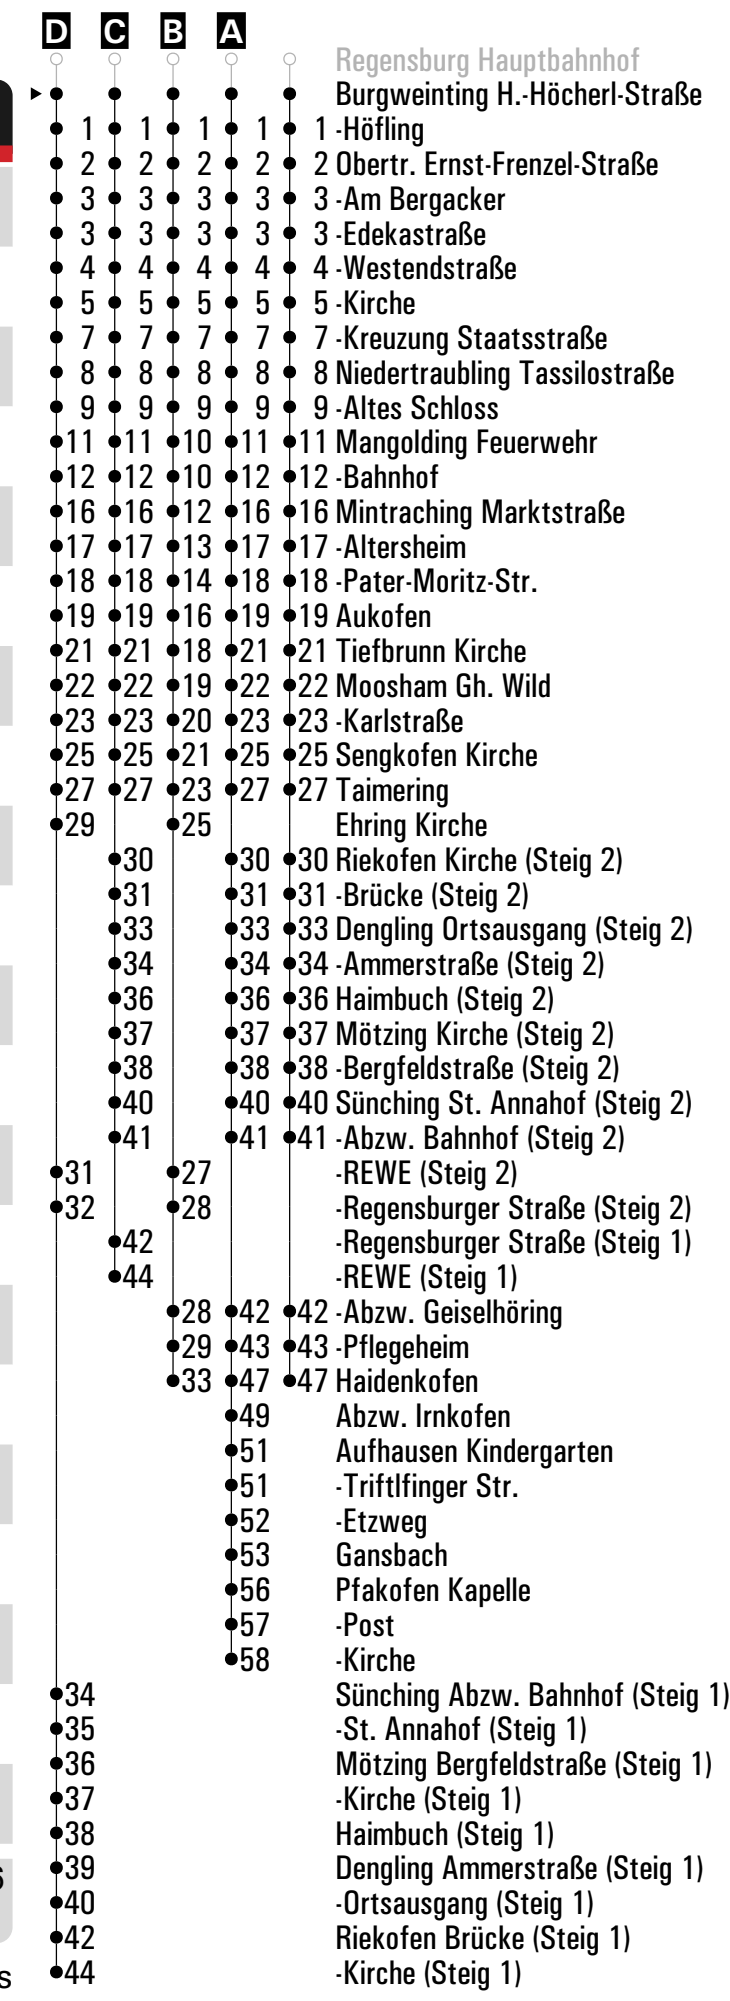 D C B A
Regensburg Hauptbahnhof
Burgweinting H.-Höcherl-Straße
1 1 1 1 1 -Höfling
2 2 2 2 2 Obertr. Ernst-Frenzel-Straße
3 3 3 3 3 -Am Bergacker
3 3 3 3 3 -Edekastraße
4 4 4 4 4 -Westendstraße
5 5 5 5 5 -Kirche
7 7 7 7 7 -Kreuzung Staatsstraße
8 8 8 8 8 Niedertraubling Tassilostraße
9 9 9 9 9 -Altes Schloss
11 11 10 11 11 Mangolding Feuerwehr
12 12 10 12 12 -Bahnhof
16 16 12 16 16 Mintraching Marktstraße
17 17 13 17 17 -Altersheim
18 18 14 18 18 -Pater-Moritz-Str.
19 19 16 19 19 Aukofen
21 21 18 21 21 Tiefbrunn Kirche
22 22 19 22 22 Moosham Gh. Wild
23 23 20 23 23 -Karlstraße
25 25 21 25 25 Sengkofen Kirche
27 27 23 27 27 Taimering
29 25 Ehring Kirche
30 30 30 Riekofen Kirche (Steig 2)
31 31 31 -Brücke (Steig 2)
33 33 33 Dengling Ortsausgang (Steig 2)
34 34 34 -Ammerstraße (Steig 2)
36 36 36 Haimbuch (Steig 2)
37 37 37 Mötzing Kirche (Steig 2)
38 38 38 -Bergfeldstraße (Steig 2)
40 40 40 Sünching St. Annahof (Steig 2)
41 41 41 -Abzw. Bahnhof (Steig 2)
31 27 -REWE (Steig 2)
32 28 -Regensburger Straße (Steig 2)
42 -Regensburger Straße (Steig 1)
44 -REWE (Steig 1)
28 42 42 -Abzw. Geiselhöring
29 43 43 -Pflegeheim
33 47 47 Haidenkofen
49 Abzw. Irnkofen
51 Aufhausen Kindergarten
51 -Triftlfinger Str.
52 -Etzweg
53 Gansbach
56 Pfakofen Kapelle
57 -Post
58 -Kirche
34 Sünching Abzw. Bahnhof (Steig 1)
35 -St. Annahof (Steig 1)
36 Mötzing Bergfeldstraße (Steig 1)
37 -Kirche (Steig 1)
38 Haimbuch (Steig 1)
39 Dengling Ammerstraße (Steig 1)
40 -Ortsausgang (Steig 1)
42 Riekofen Brücke (Steig 1)
44 -Kirche (Steig 1)